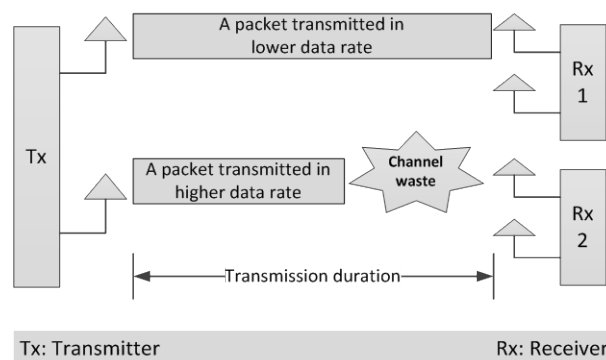 A packet transmitted in
lower data rate
Rx
1
Tx
A packet transmitted in
higher data rate
Channel
waste
Rx
2
Transmission duration
Tx: Transmitter
Rx: Receiver